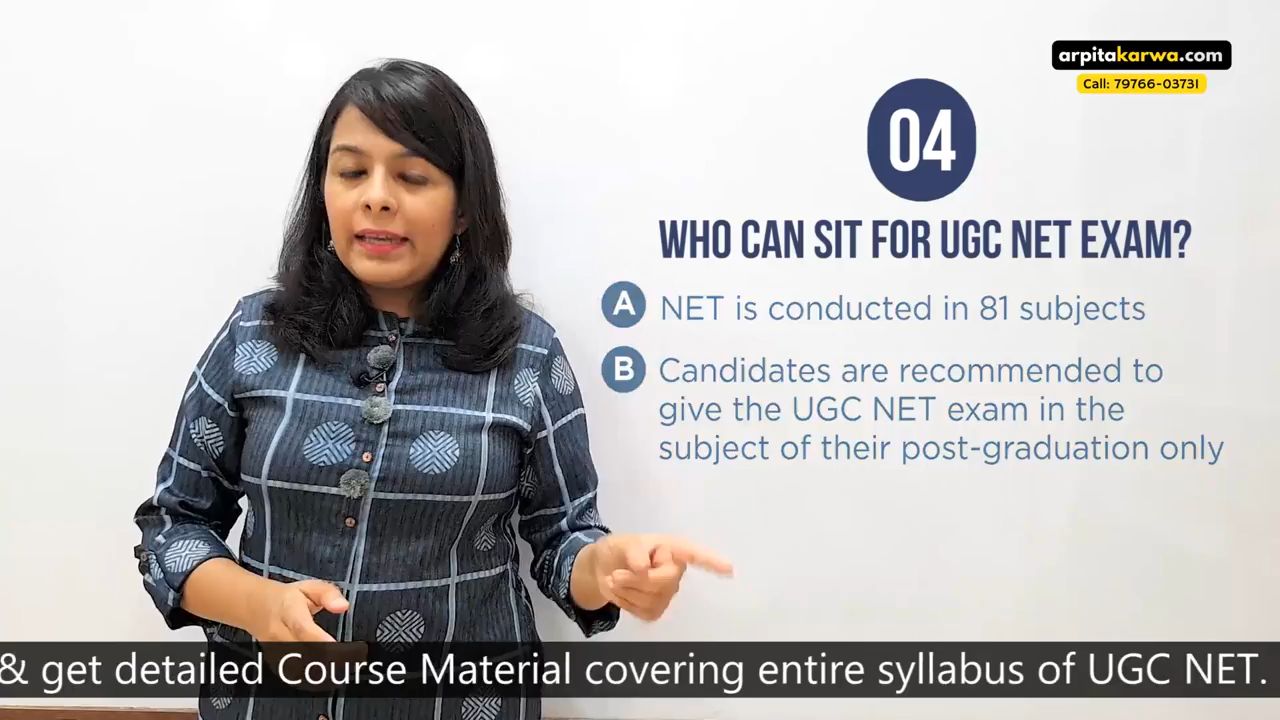 arpitakarwa.com
Call: 79766-03731
04
WHO CAN SIT FOR UGC NET EXAM?
A NET is conducted in 81 subjects
B Candidates are recommended to
give the UGC NET exam in the
subject of their post-graduation only
& get detailed Course Material covering entire syllabus of UGC NET.